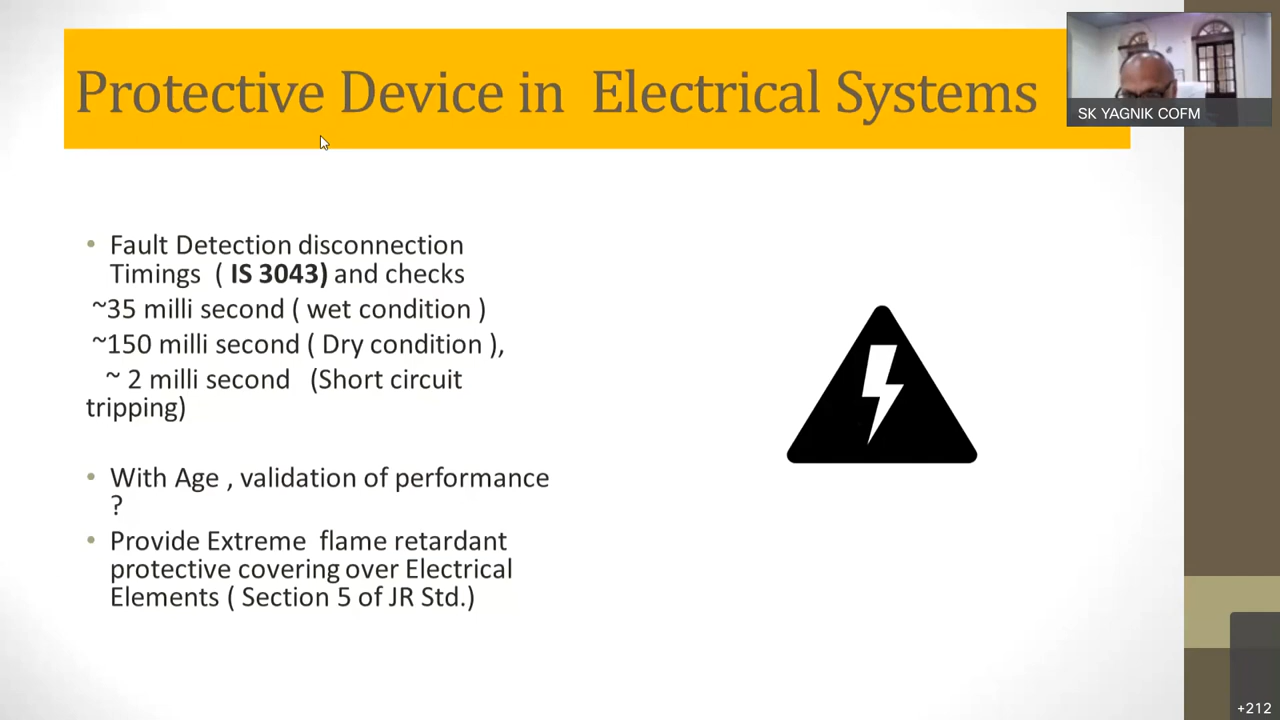 Protective Device in Electrical Systems
SK YAGNIK COFM
• Fault Detection disconnection
Timings ( IS 3043) and checks
~35 milli second ( wet condition )
~150 milli second ( Dry condition ),
~ 2 milli second (Short circuit
tripping)
• With Age , validation of performance
?
• Provide Extreme flame retardant
protective covering over Electrical
Elements ( Section 5 of JR Std.)
+212